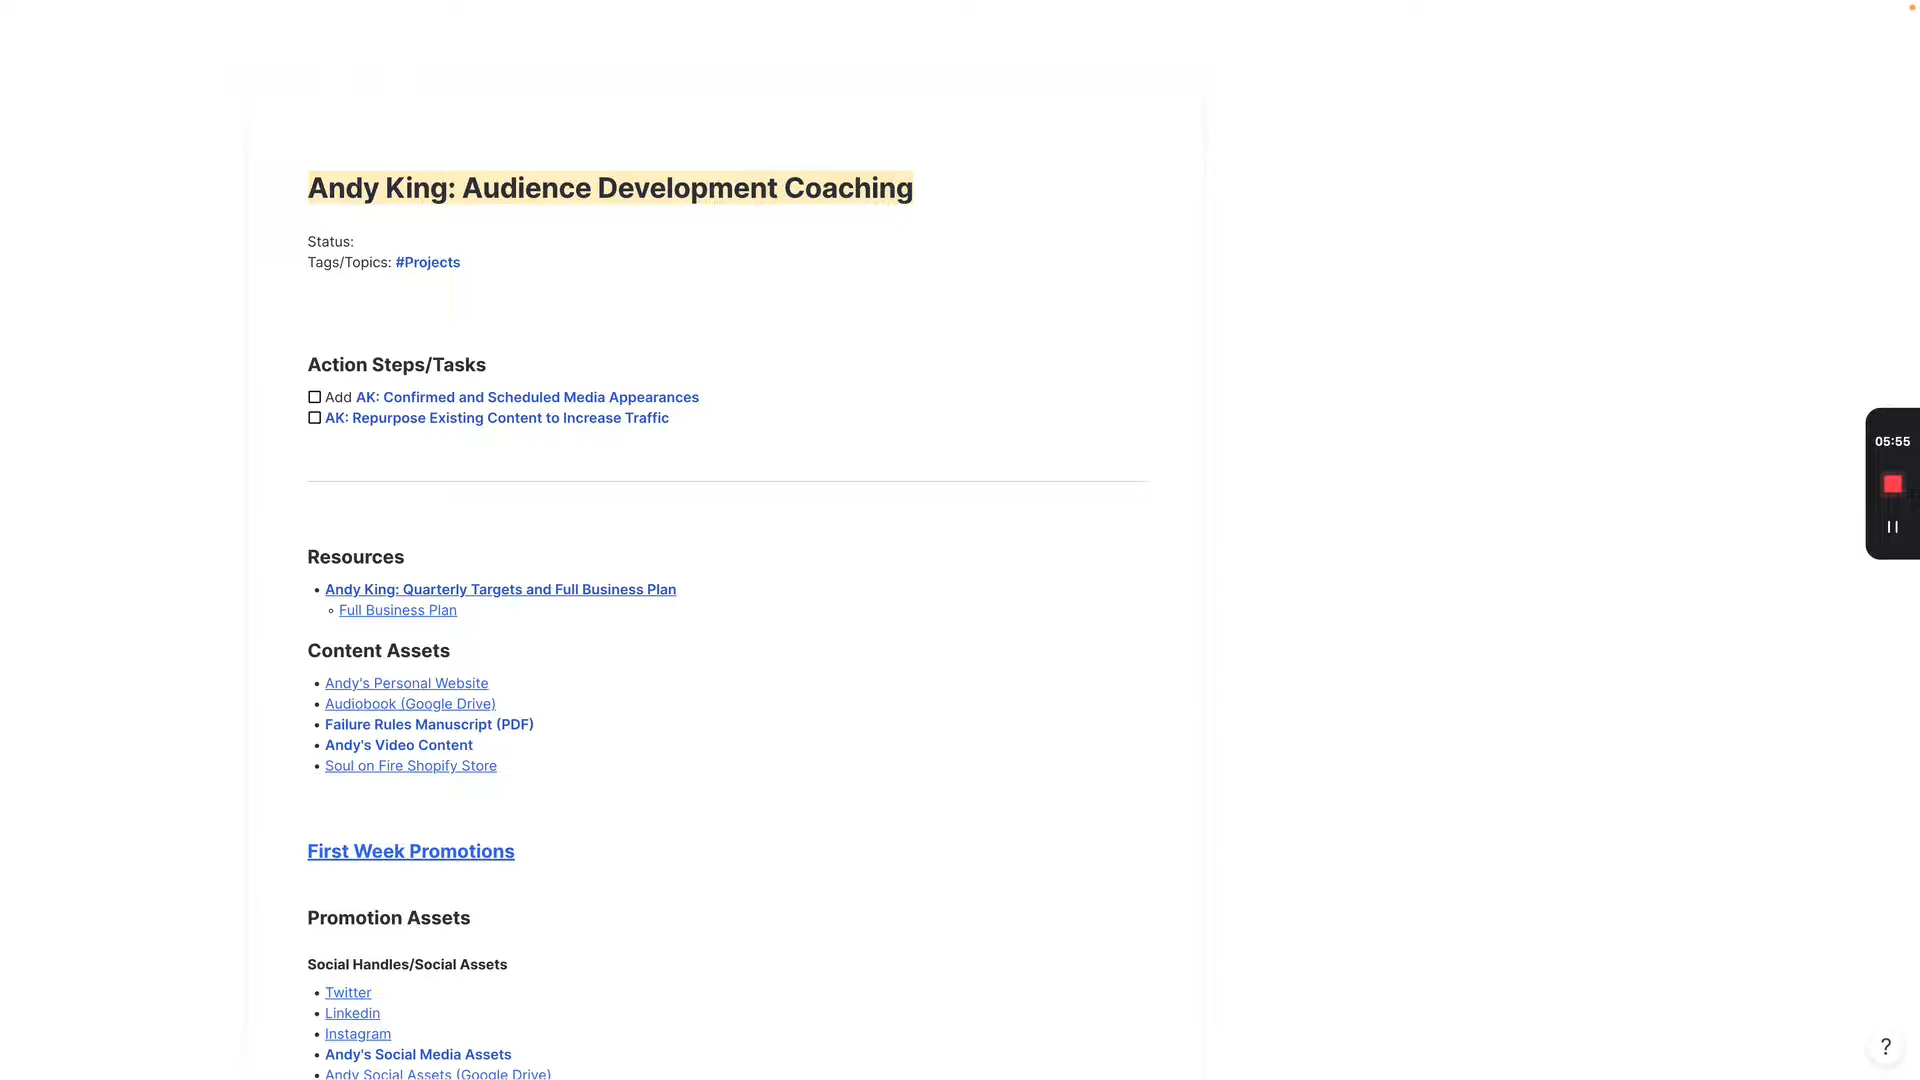 Andy King: Audience Development Coaching
Status:
Tags/Topics: #Projects
Action Steps/Tasks
Add AK: Confirmed and Scheduled Media Appearances
AK: Repurpose Existing Content to Increase Traffic
05:55
Resources
• Andy King: Quarterly Targets and Full Business Plan
◦ Full Business Plan
Content Assets
• Andy's Personal Website
• Audiobook (Google Drive)
• Failure Rules Manuscript (PDF)
• Andy's Video Content
• Soul on Fire Shopify Store
First Week Promotions
Promotion Assets
Social Handles/Social Assets
• Twitter
• Linkedin
• Instagram
• Andy's Social Media Assets
• Andy Social Assets (Google Drive)
?